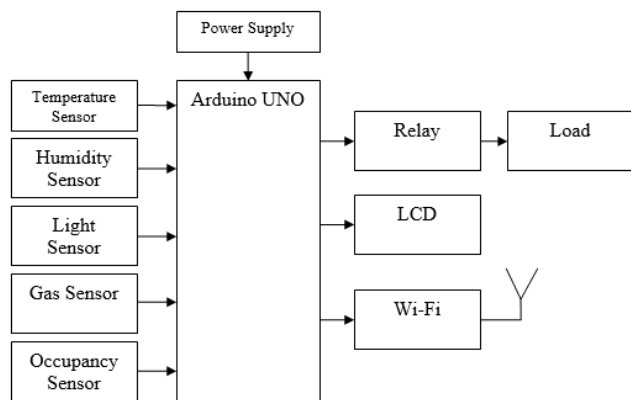 Power Supply
Arduino UNO
Temperature
Sensor
Humidity
Sensor
Light
Sensor
Gas Sensor
Occupancy
Sensor
Relay
Load
LCD
Wi-Fi